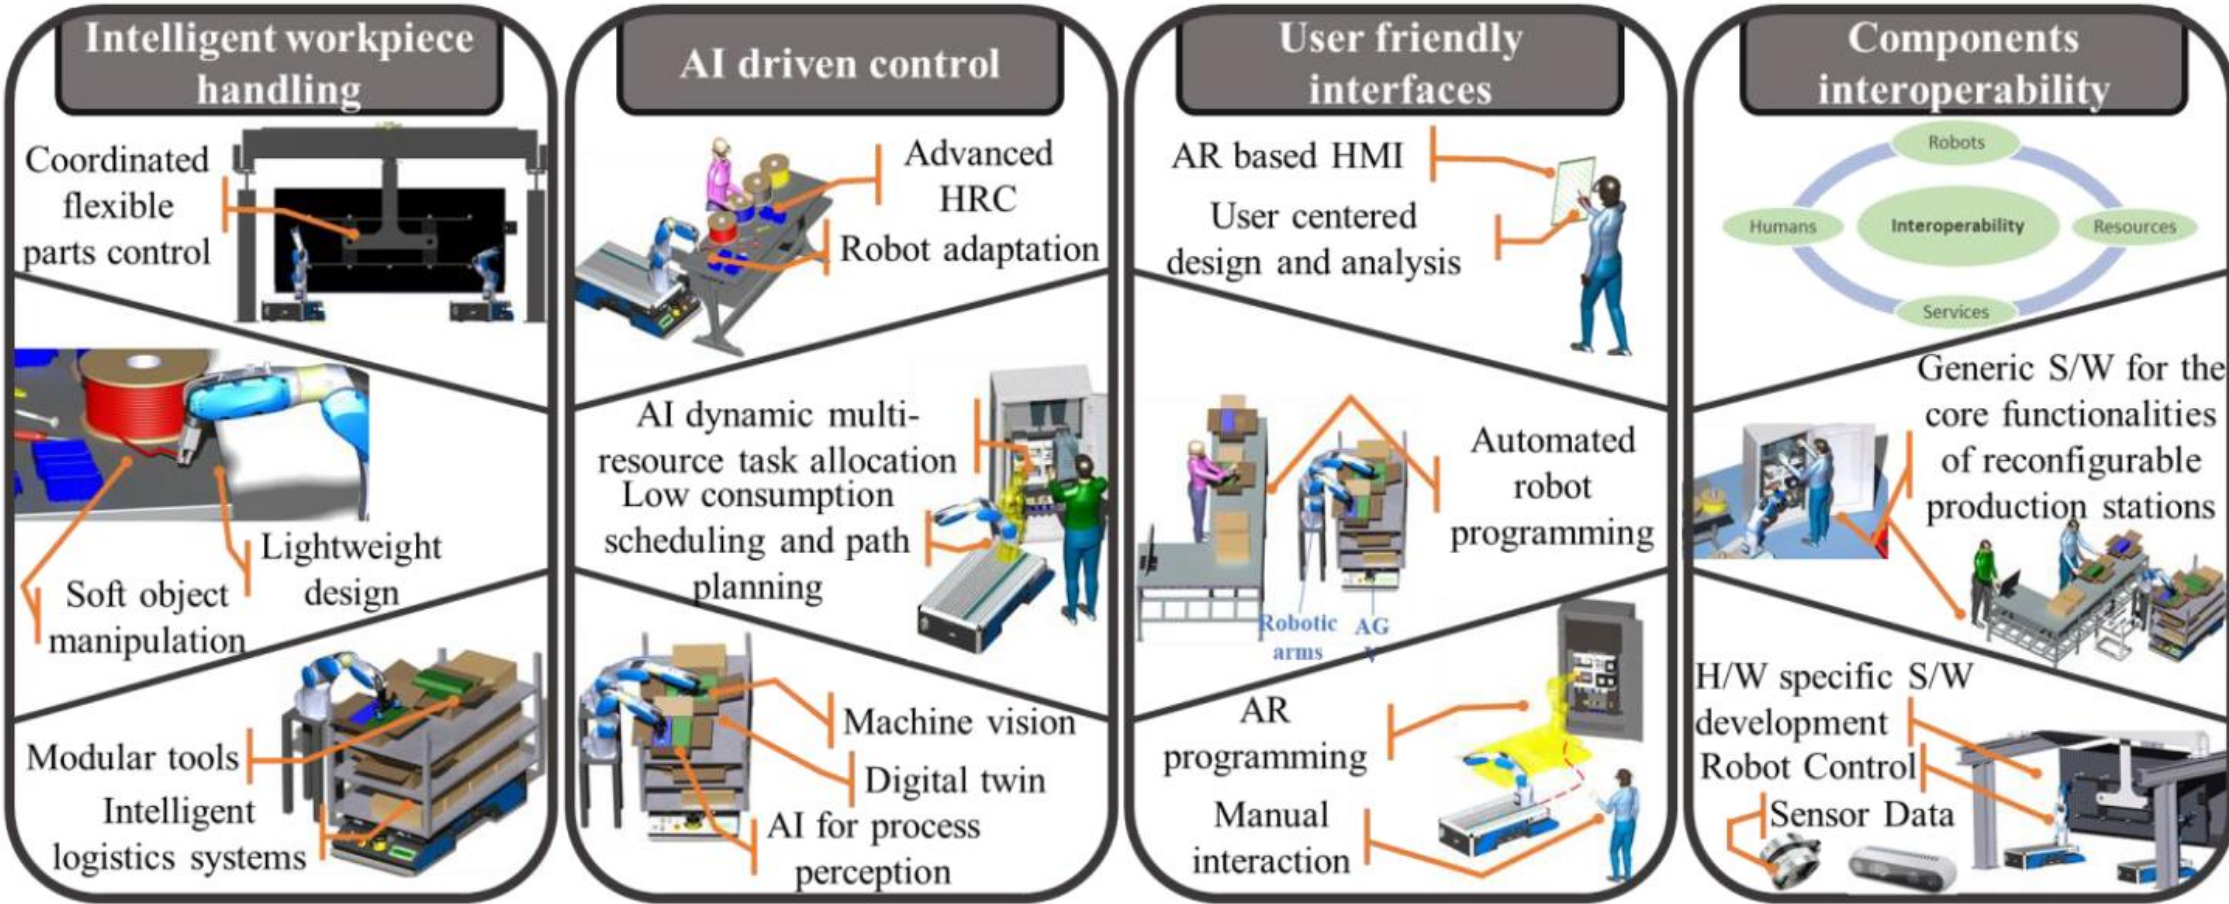 Intelligent workpiece
handling
Coordinated
flexible
parts control
Lightweight
design
Soft object
manipulation
Modular tools
Intelligent
logistics systems
AI driven control
Advanced
HRC
Robot adaptation
AI dynamic multi-
resource task allocation
Low consumption
scheduling and path
planning
Machine vision
Digital twin
AI for process
perception
User friendly
interfaces
AR based HMI
User centered
design and analysis
Automated
robot
programming
Robotic
arms
AG
V
AR
programming
Manual
interaction
Components
interoperability
Robots
Humans
Interoperability
Resources
Services
Generic S/W for the
core functionalities
of reconfigurable
production stations
H/W specific S/W
development
Robot Control
Sensor Data